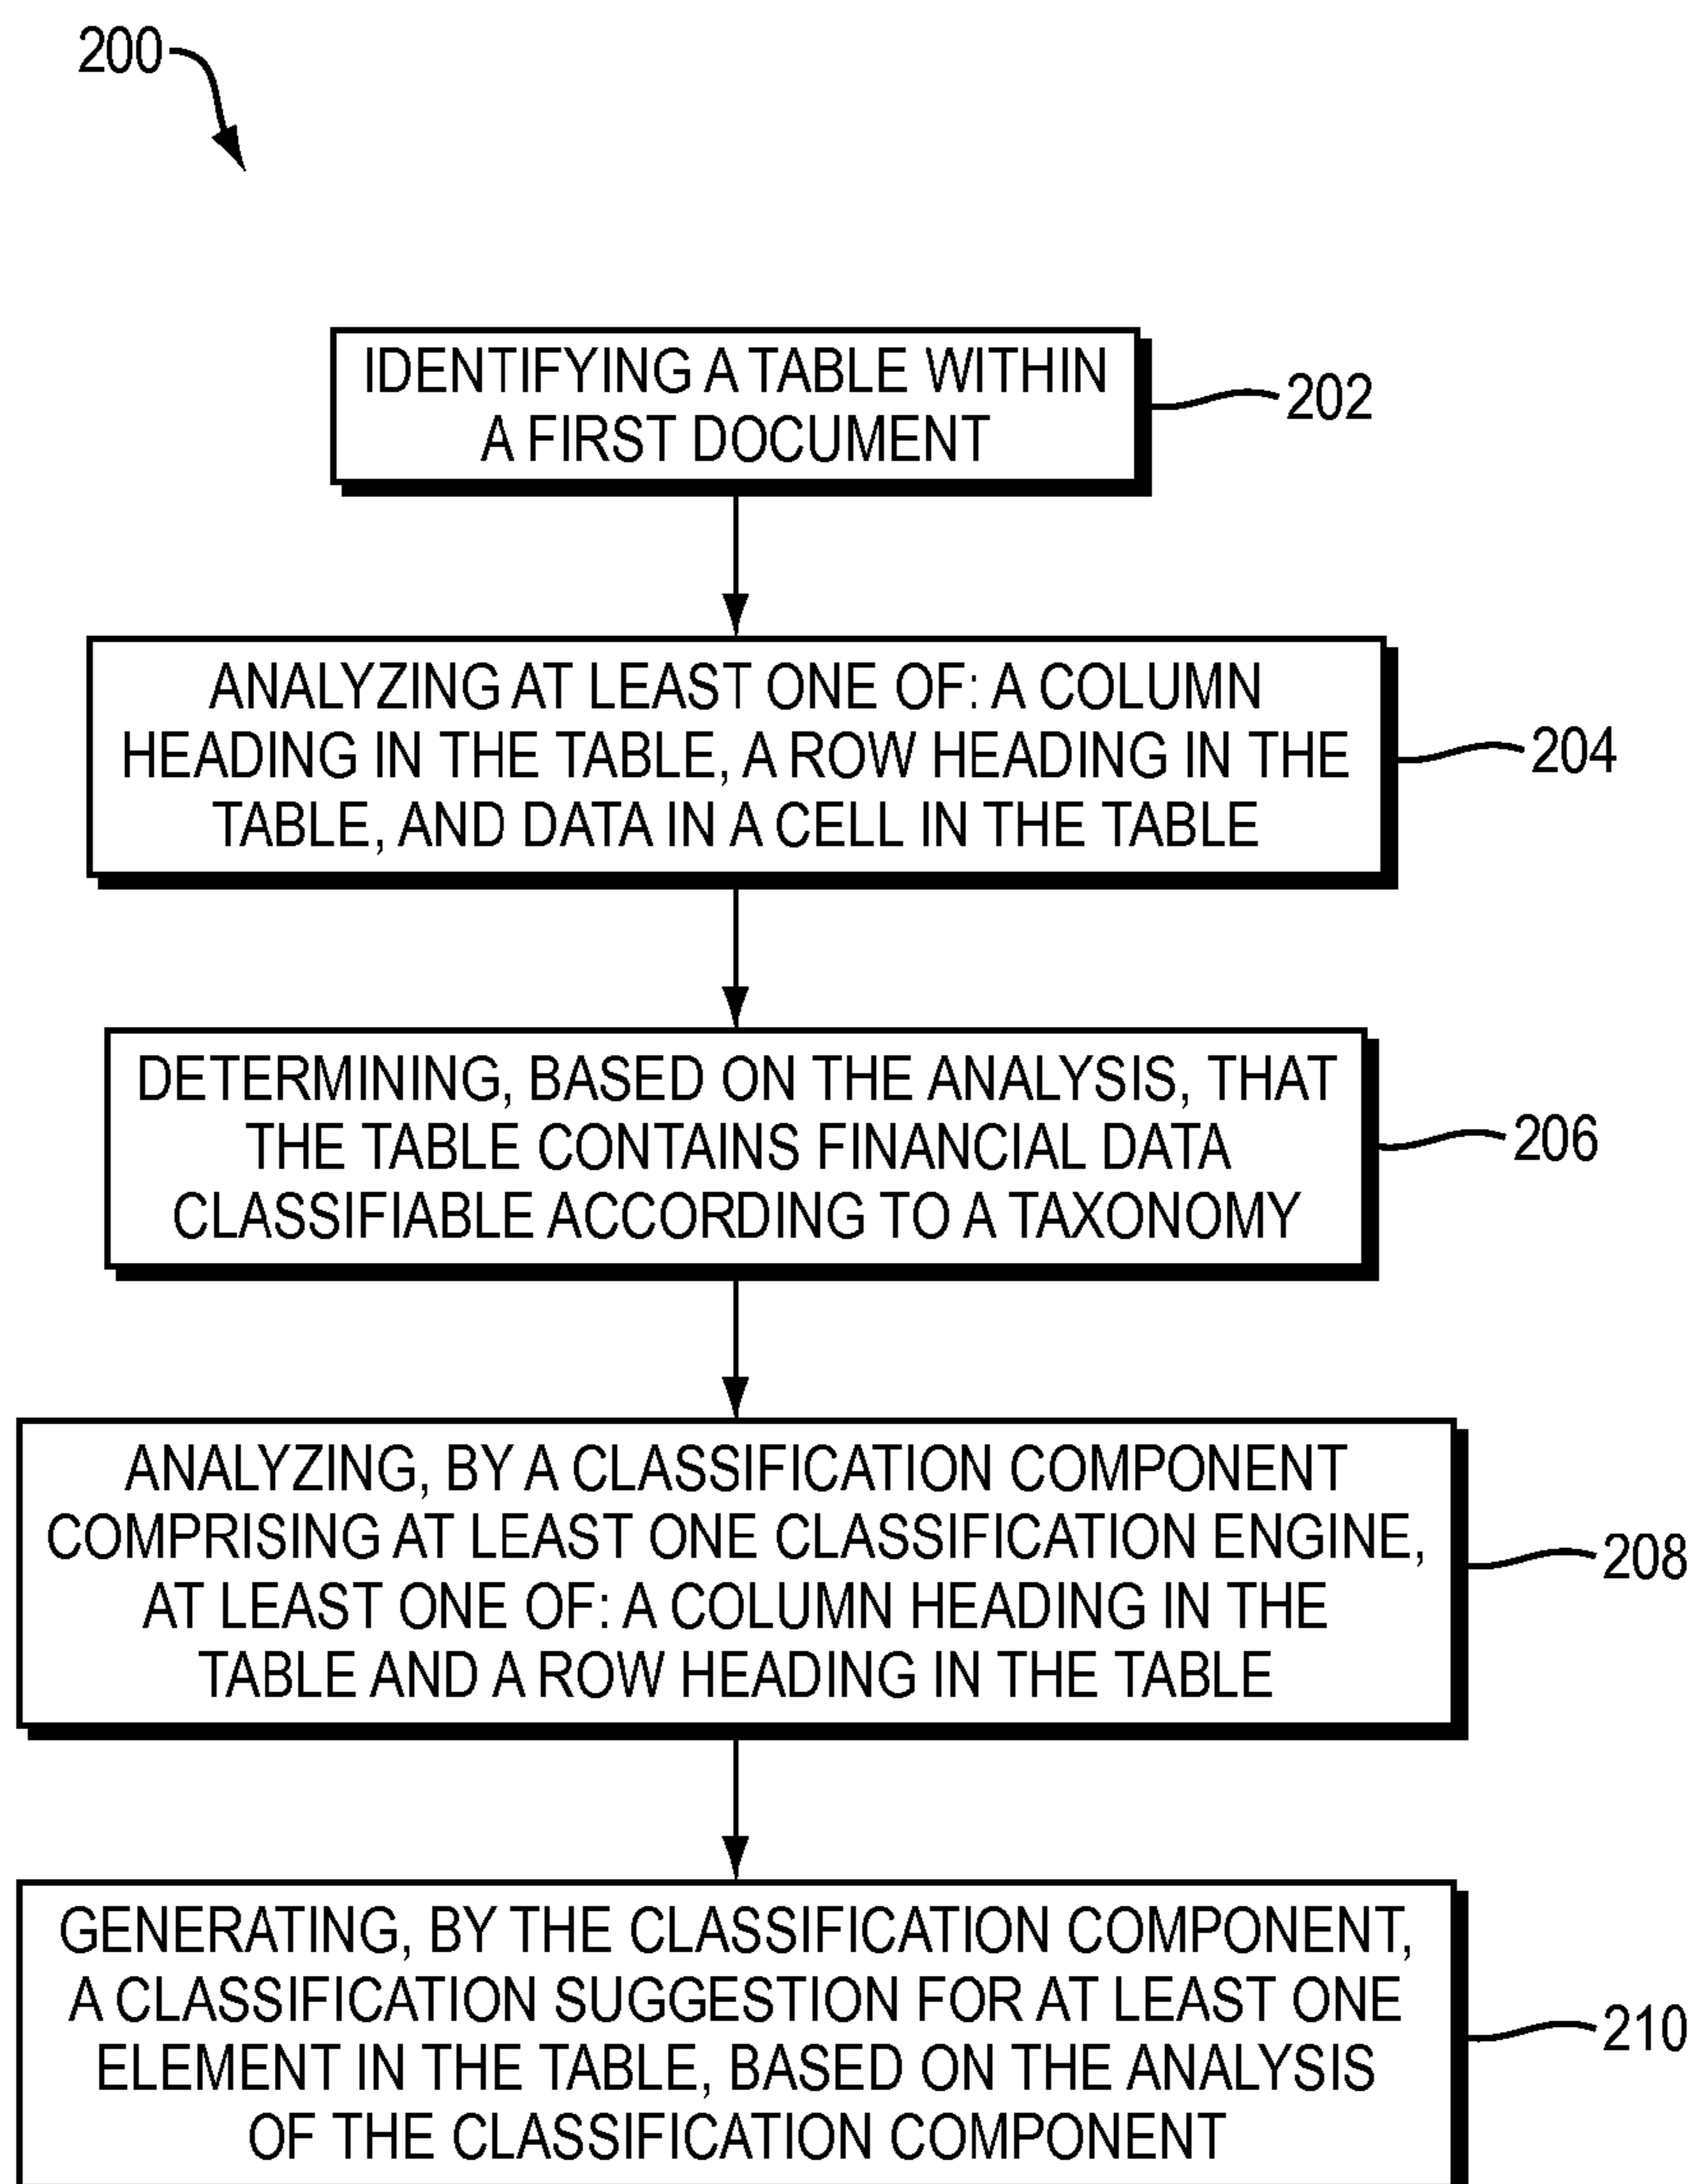 200
IDENTIFYING A TABLE WITHIN
A FIRST DOCUMENT
202
ANALYZING AT LEAST ONE OF: A COLUMN
HEADING IN THE TABLE, A ROW HEADING IN THE
TABLE, AND DATA IN A CELL IN THE TABLE
204
DETERMINING, BASED ON THE ANALYSIS, THAT
THE TABLE CONTAINS FINANCIAL DATA
CLASSIFIABLE ACCORDING TO A TAXONOMY
206
ANALYZING, BY A CLASSIFICATION COMPONENT
COMPRISING AT LEAST ONE CLASSIFICATION ENGINE,
AT LEAST ONE OF: A COLUMN HEADING IN THE
TABLE AND A ROW HEADING IN THE TABLE
208
GENERATING, BY THE CLASSIFICATION COMPONENT,
A CLASSIFICATION SUGGESTION FOR AT LEAST ONE
ELEMENT IN THE TABLE, BASED ON THE ANALYSIS
OF THE CLASSIFICATION COMPONENT
210